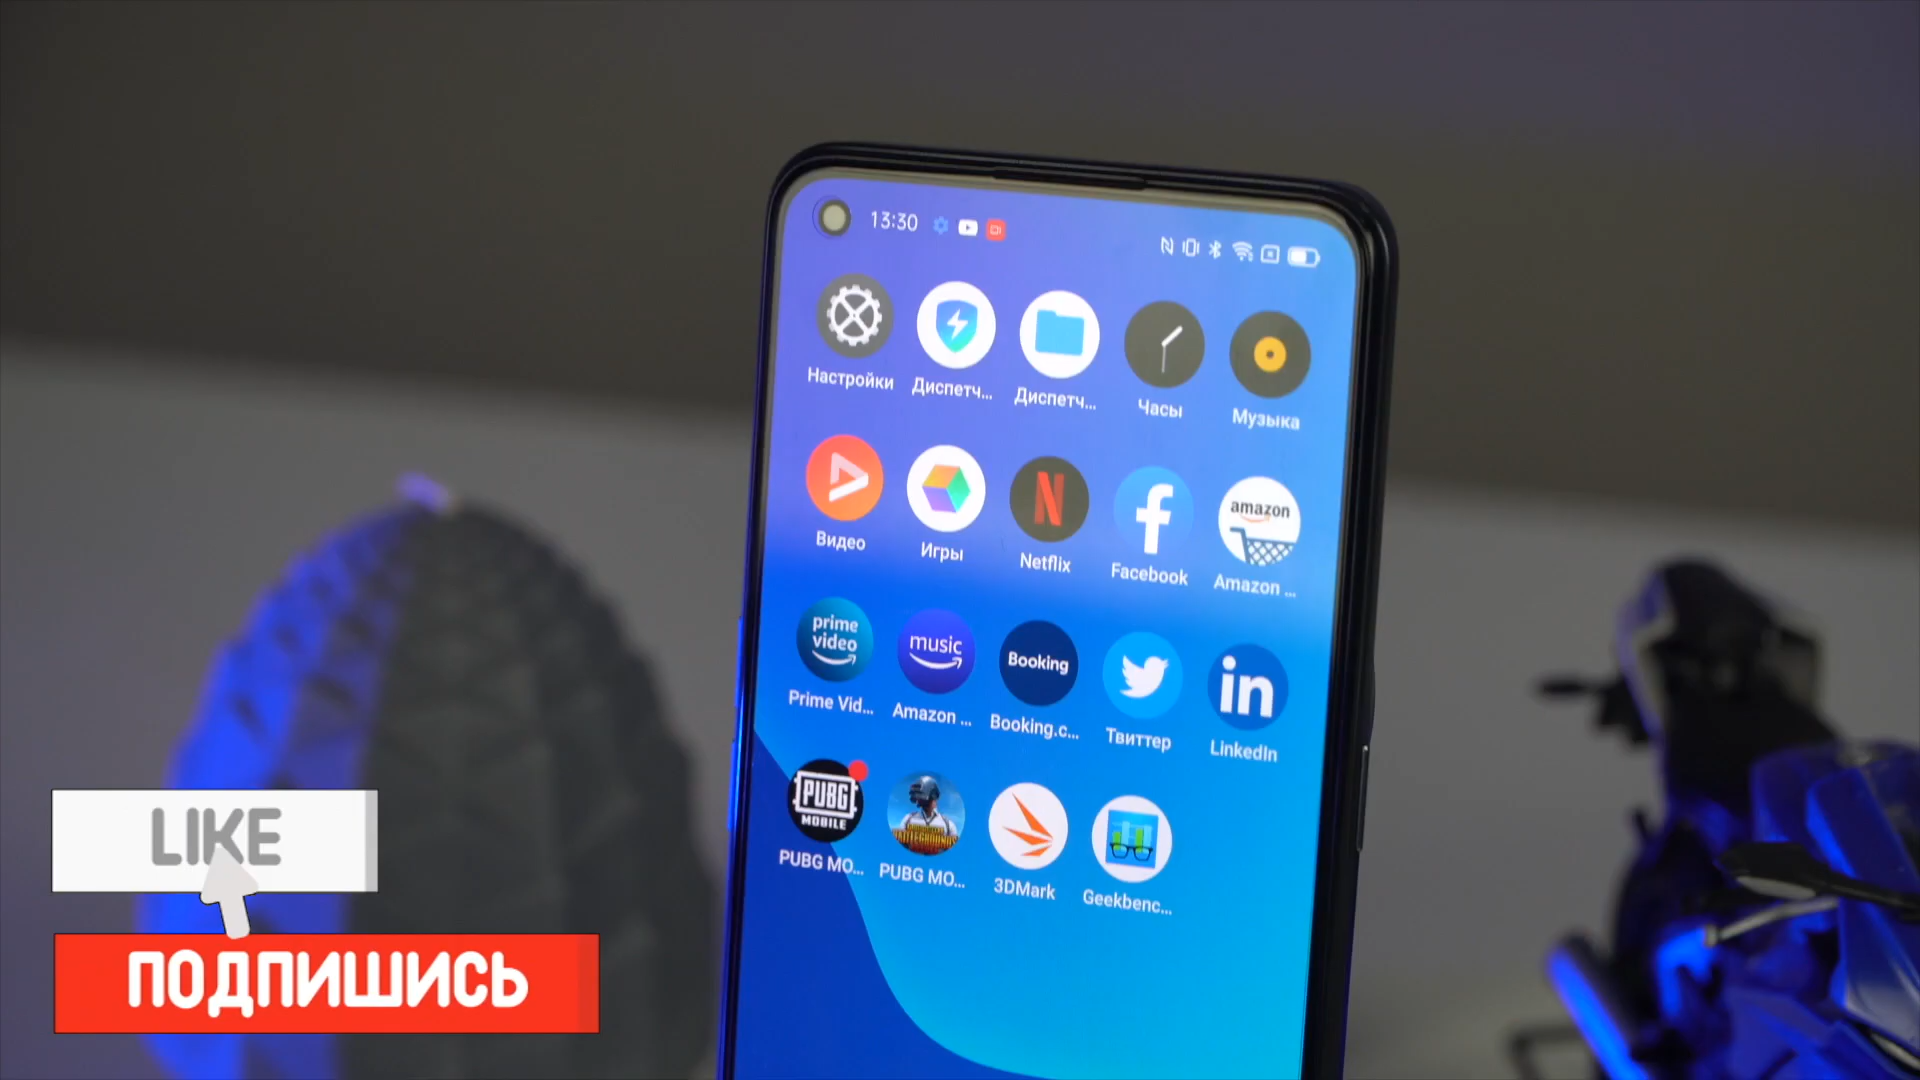 13:30
Настройки
Диспетч...
Диспетч...
Часы
Музыка
amazon
Видео
Игры
Netflix
Facebook
Amazon ...
prime
video
music
Booking
in
Prime Vid...
Amazon ...
Booking.c...
Твиттер
LinkedIn
PUBG
MOBILE
PUBG MO...
PUBG MO...
3DMark
Geekbenc...
LIKE
ПОДПИШИСЬ